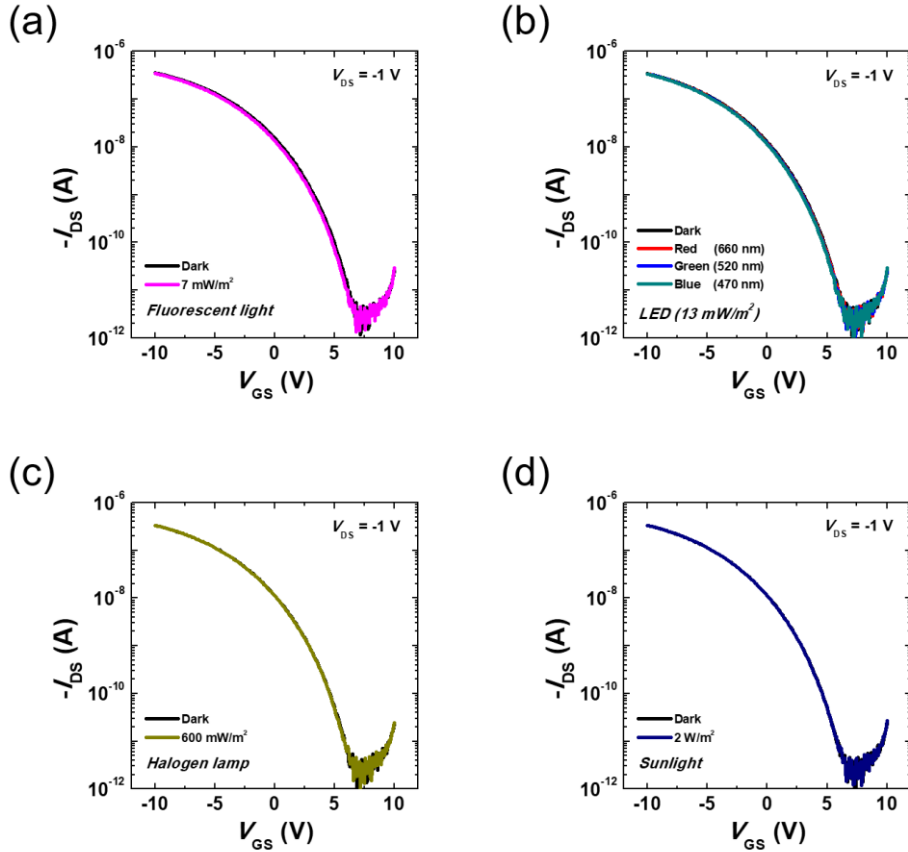 (a)
10⁻⁶
10⁻⁸
10⁻¹⁰
10⁻¹²
-I_DS (A)
V_DS = -1 V
Dark
7 mW/m²
Fluorescent light
-10 -5 0 5 10
V_GS (V)
(b)
10⁻⁶
10⁻⁸
10⁻¹⁰
10⁻¹²
-I_DS (A)
V_DS = -1 V
Dark
Red (660 nm)
Green (520 nm)
Blue (470 nm)
LED (13 mW/m²)
-10 -5 0 5 10
V_GS (V)
(c)
10⁻⁶
10⁻⁸
10⁻¹⁰
10⁻¹²
-I_DS (A)
V_DS = -1 V
Dark
600 mW/m²
Halogen lamp
-10 -5 0 5 10
V_GS (V)
(d)
10⁻⁶
10⁻⁸
10⁻¹⁰
10⁻¹²
-I_DS (A)
V_DS = -1 V
Dark
2 W/m²
Sunlight
-10 -5 0 5 10
V_GS (V)